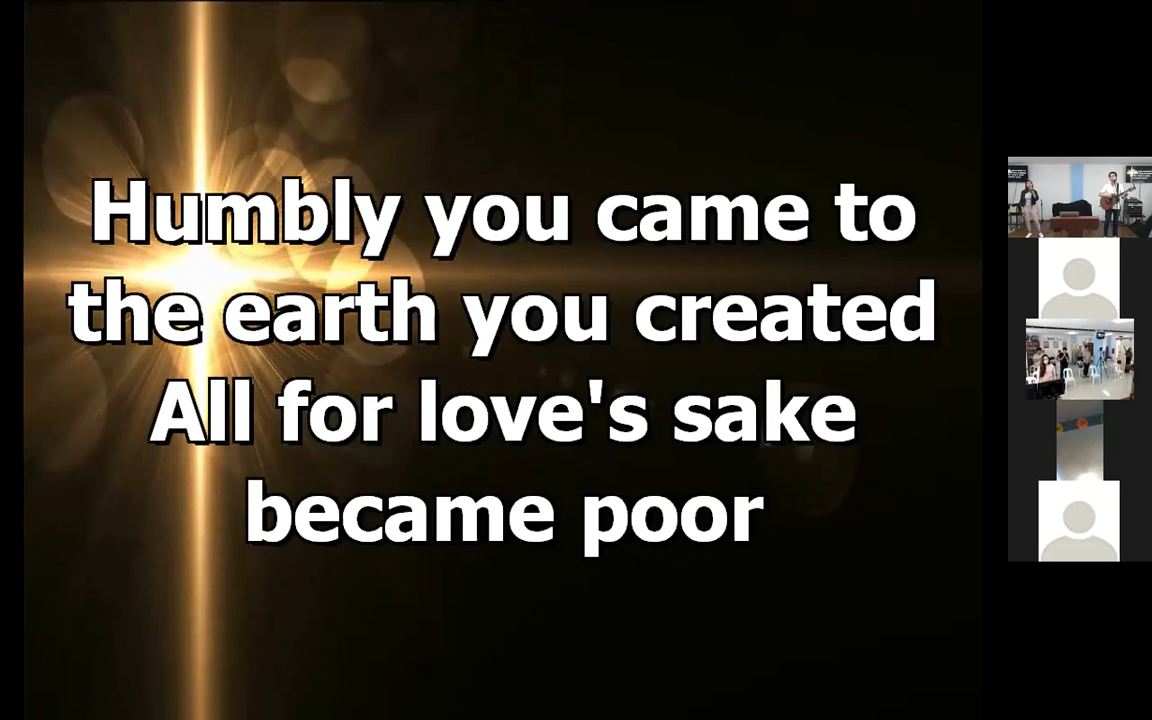 Humbly you came to
the earth you created
All for love's sake
became poor